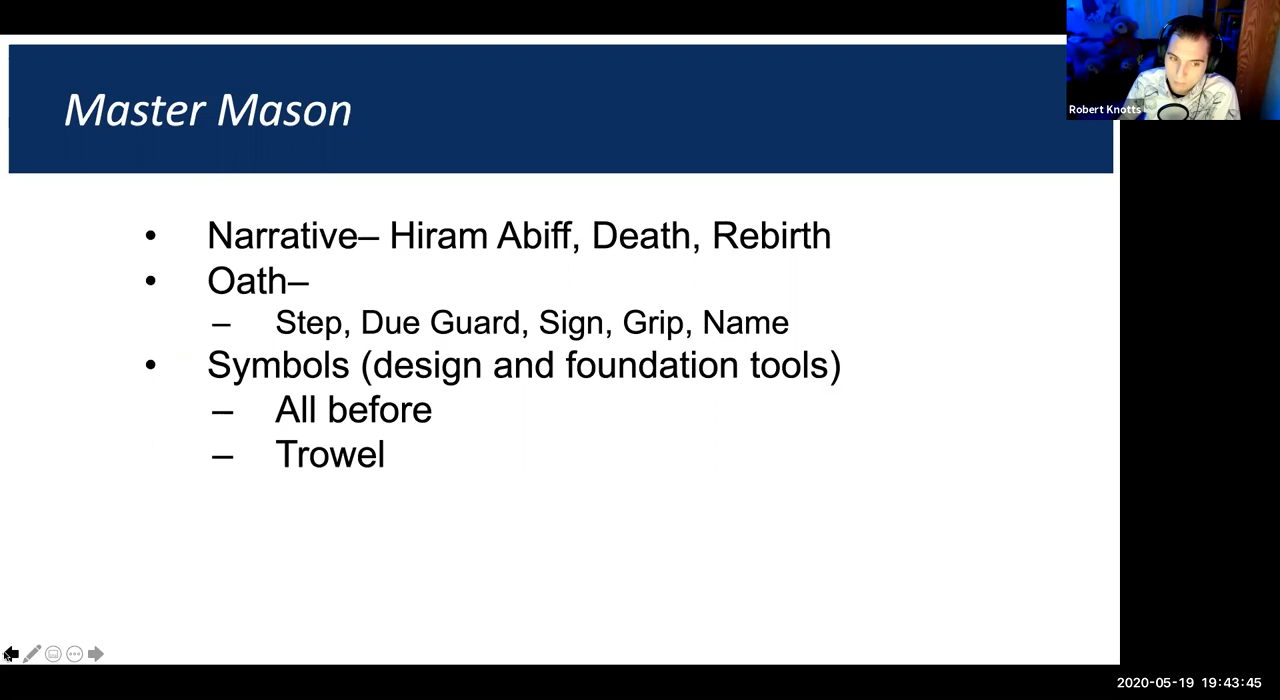 Master Mason
Robert Knotts
• Narrative– Hiram Abiff, Death, Rebirth
• Oath–
– Step, Due Guard, Sign, Grip, Name
• Symbols (design and foundation tools)
– All before
– Trowel
2020-05-19 19:43:45